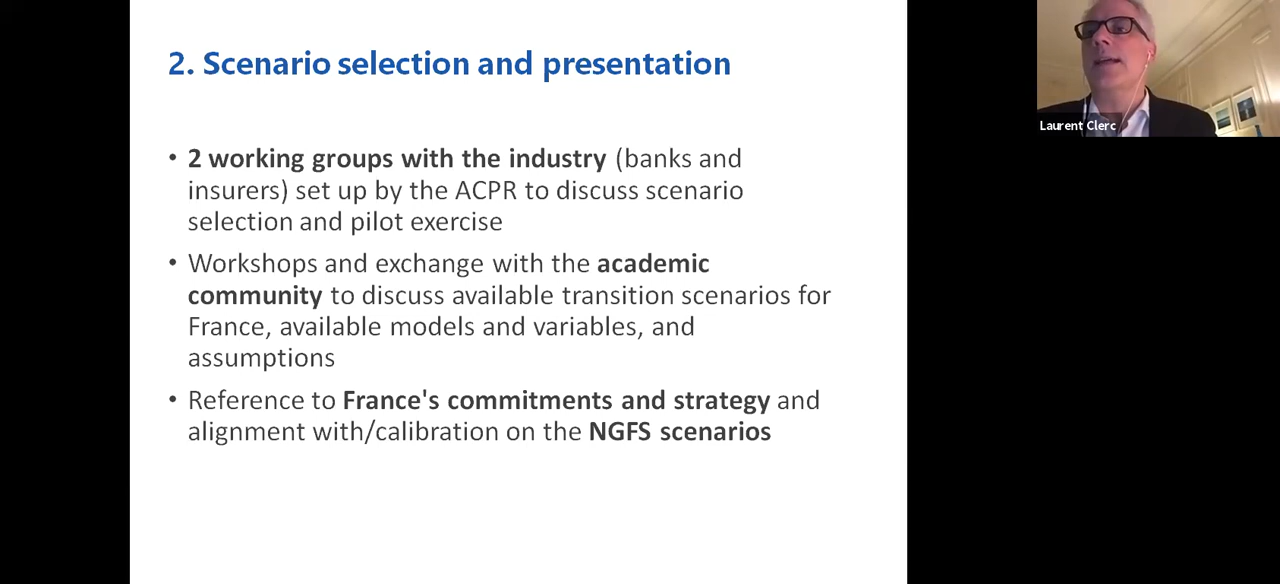 2. Scenario selection and presentation
• 2 working groups with the industry (banks and
insurers) set up by the ACPR to discuss scenario
selection and pilot exercise
• Workshops and exchange with the academic
community to discuss available transition scenarios for
France, available models and variables, and
assumptions
• Reference to France's commitments and strategy and
alignment with/calibration on the NGFS scenarios
Laurent Clerc